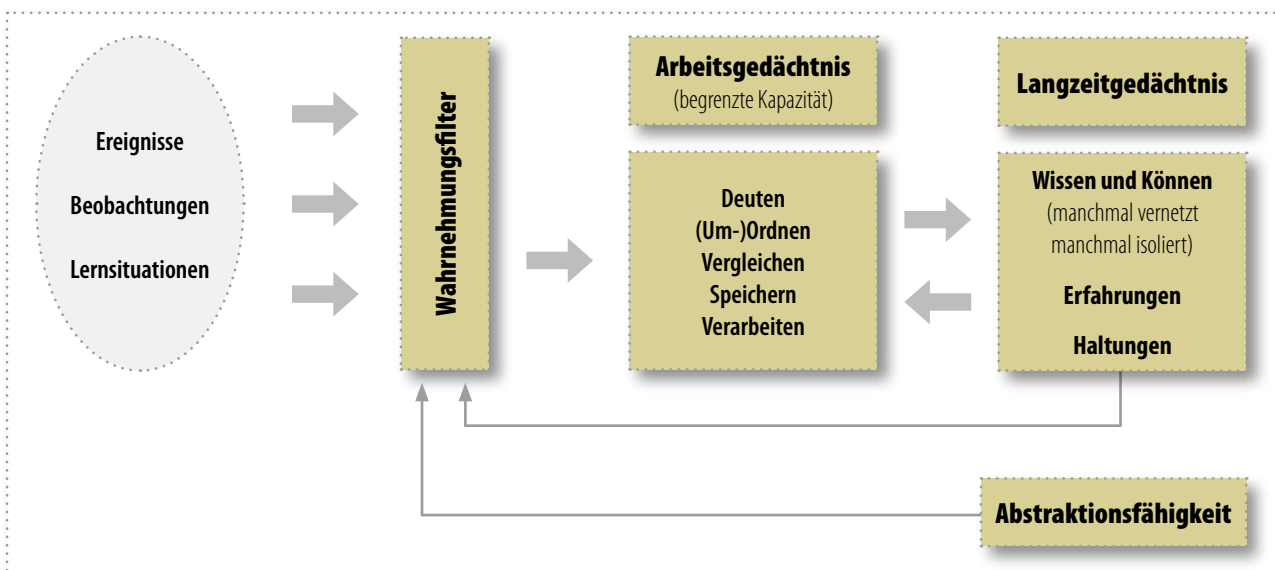 Ereignisse
Beobachtungen
Lernsituationen
Wahrnehmungsfilter
Arbeitsgedächtnis
(begrenzte Kapazität)
Deuten
(Um-)Ordnen
Vergleichen
Speichern
Verarbeiten
Langzeitgedächtnis
Wissen und Können
(manchmal vernetzt
manchmal isoliert)
Erfahrungen
Haltungen
Abstraktionsfähigkeit